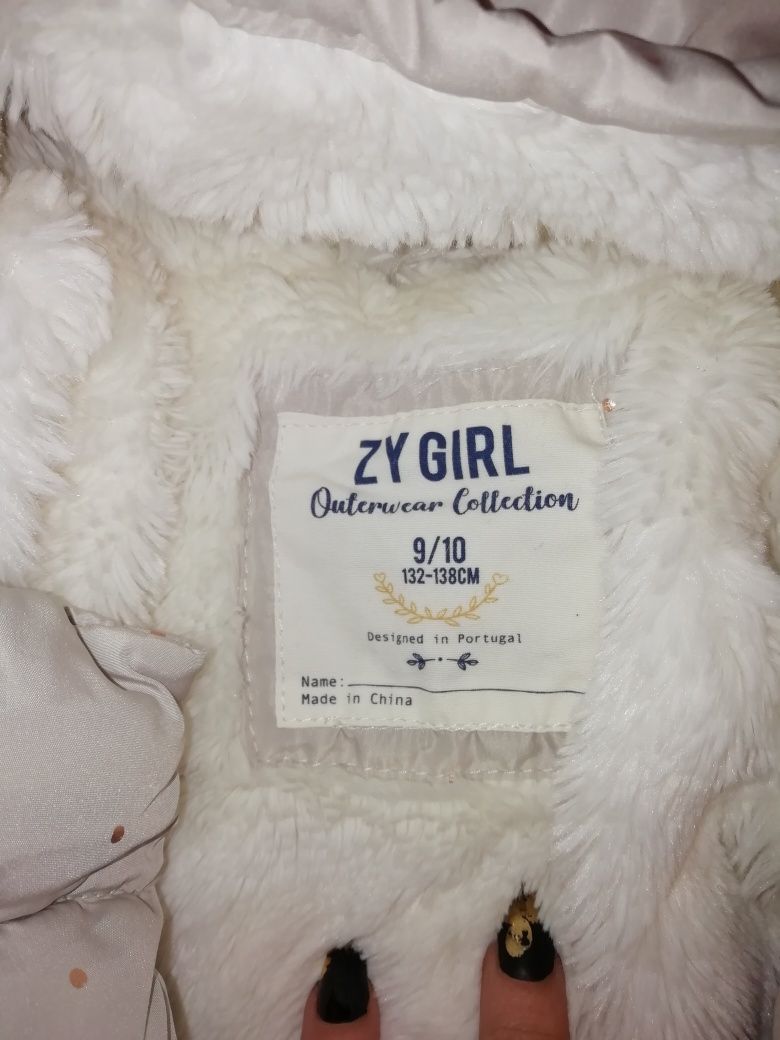 ZY GIRL
Outerwear Collection
9/10
132-138CM
Designed in Portugal
Name:
Made in China